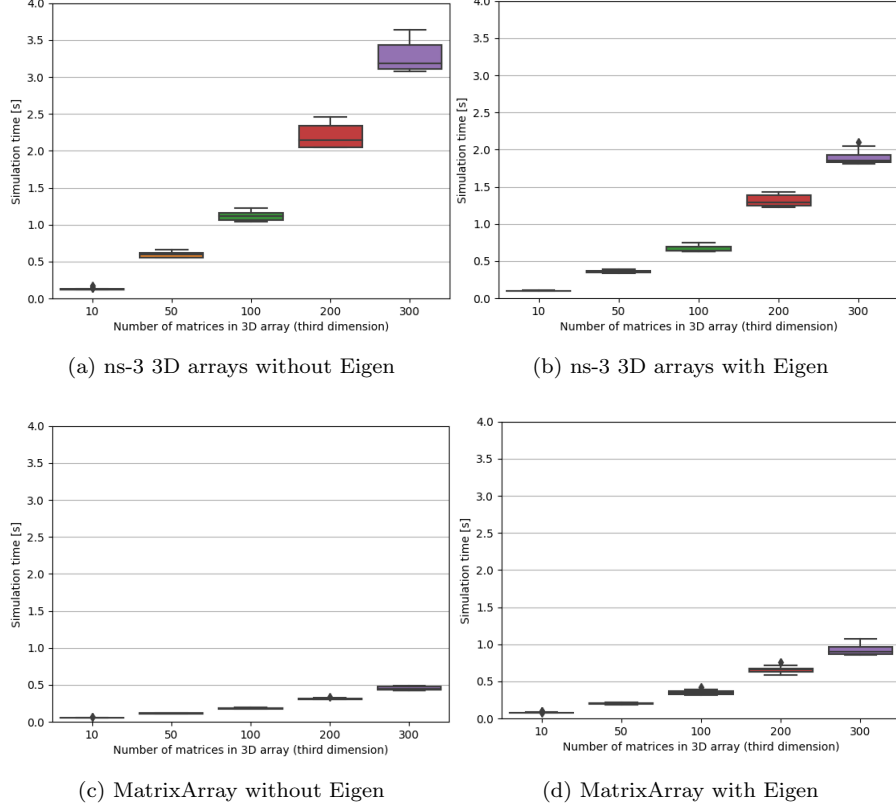 4.0
3.5
3.0
2.5
2.0
1.5
1.0
0.5
0.0
Simulation time [s]
10 50 100 200 300
Number of matrices in 3D array (third dimension)
(a) ns-3 3D arrays without Eigen
4.0
3.5
3.0
2.5
2.0
1.5
1.0
0.5
0.0
Simulation time [s]
10 50 100 200 300
Number of matrices in 3D array (third dimension)
(b) ns-3 3D arrays with Eigen
4.0
3.5
3.0
2.5
2.0
1.5
1.0
0.5
0.0
Simulation time [s]
10 50 100 200 300
Number of matrices in 3D array (third dimension)
(c) MatrixArray without Eigen
4.0
3.5
3.0
2.5
2.0
1.5
1.0
0.5
0.0
Simulation time [s]
10 50 100 200 300
Number of matrices in 3D array (third dimension)
(d) MatrixArray with Eigen